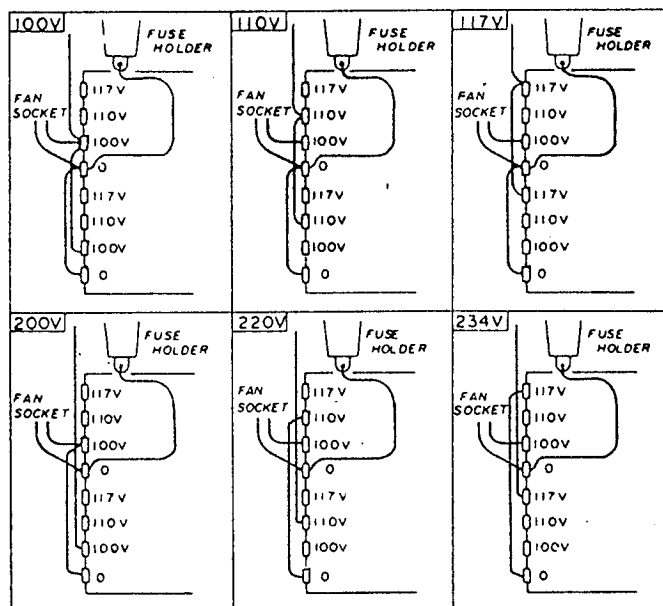 100V
FUSE
HOLDER
117V
110V
FAN
SOCKET
100V
0
117V
110V
100V
0
110V
FUSE
HOLDER
117V
110V
FAN
SOCKET
100V
0
117V
110V
100V
0
117V
FUSE
HOLDER
117V
110V
FAN
SOCKET
100V
0
117V
110V
100V
0
200V
FUSE
HOLDER
117V
FAN
SOCKET
110V
100V
0
117V
110V
100V
0
220V
FUSE
HOLDER
117V
FAN
SOCKET
110V
100V
0
117V
110V
100V
0
234V
FUSE
HOLDER
117V
FAN
SOCKET
110V
100V
0
117V
110V
100V
0